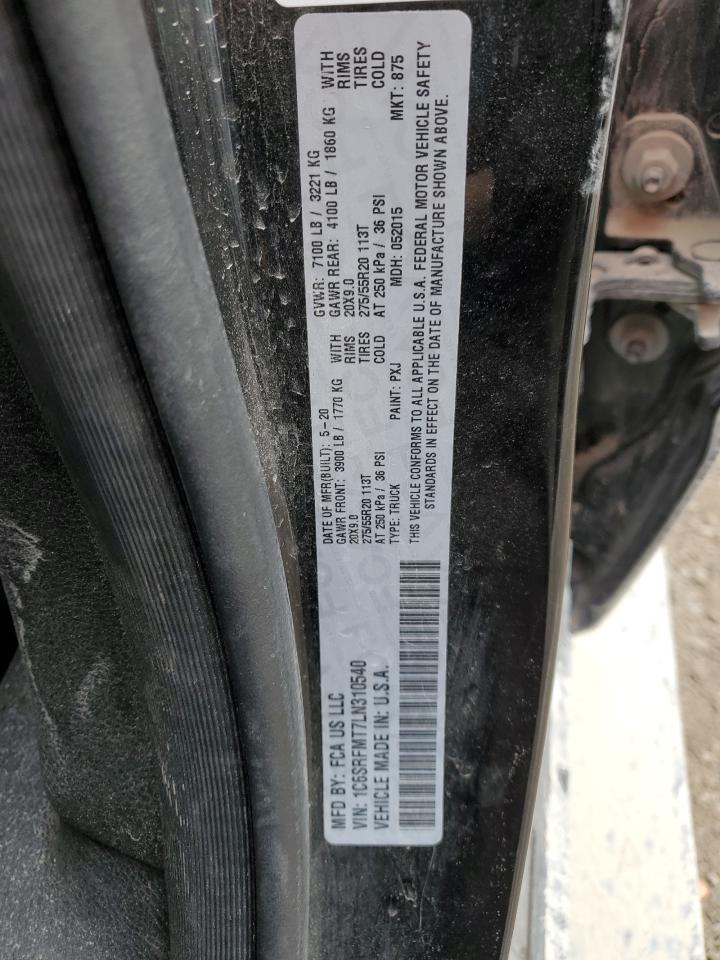 MFD BY: FCA US LLC
DATE OF MFR(BUILT): 5-20
GVWR: 7100 LB / 3221 KG
VIN: 1C6SRFMT7LN310540
GAWR FRONT: 3900 LB / 1770 KG WITH
GAWR REAR: 4100 LB / 1860 KG WITH
20X9.0 RIMS
20X9.0 RIMS
VEHICLE MADE IN: U.S.A.
275/55R20 113T TIRES
275/55R20 113T TIRES
AT 250 kPa / 36 PSI COLD
AT 250 kPa / 36 PSI COLD
TYPE: TRUCK PAINT: PXJ MDH: 052015 MKT: 875
THIS VEHICLE CONFORMS TO ALL APPLICABLE U.S.A. FEDERAL MOTOR VEHICLE SAFETY
STANDARDS IN EFFECT ON THE DATE OF MANUFACTURE SHOWN ABOVE.